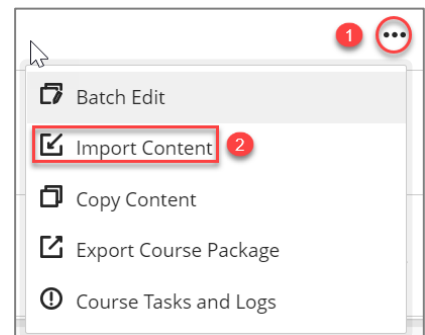 1
Batch Edit
Import Content 2
Copy Content
Export Course Package
Course Tasks and Logs